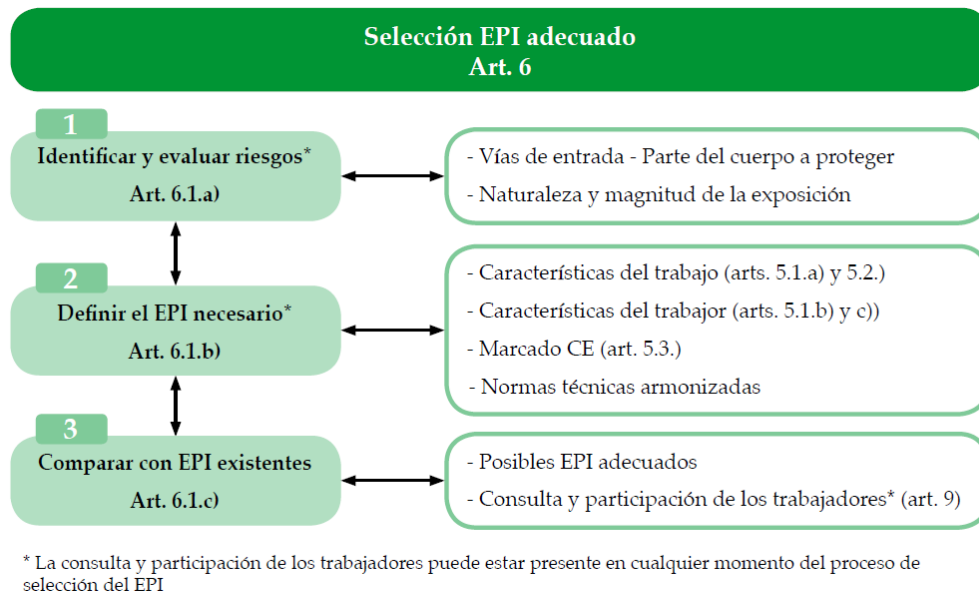 Selección EPI adecuado
Art. 6
1
Identificar y evaluar riesgos*
Art. 6.1.a)
- Vías de entrada - Parte del cuerpo a proteger
- Naturaleza y magnitud de la exposición
2
Definir el EPI necesario*
Art. 6.1.b)
- Características del trabajo (arts. 5.1.a) y 5.2.)
- Características del trabajor (arts. 5.1.b) y c))
- Marcado CE (art. 5.3.)
- Normas técnicas armonizadas
3
Comparar con EPI existentes
Art. 6.1.c)
- Posibles EPI adecuados
- Consulta y participación de los trabajadores* (art. 9)
* La consulta y participación de los trabajadores puede estar presente en cualquier momento del proceso de
selección del EPI